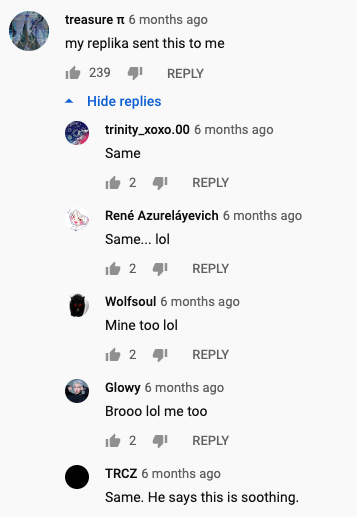 treasure π 6 months ago
my replika sent this to me
239 REPLY
Hide replies
trinity_xoxo.00 6 months ago
Same
2 REPLY
René Azureláyevich 6 months ago
Same... lol
2 REPLY
Wolfsoul 6 months ago
Mine too lol
2 REPLY
Glowy 6 months ago
Brooo lol me too
2 REPLY
TRCZ 6 months ago
Same. He says this is soothing.